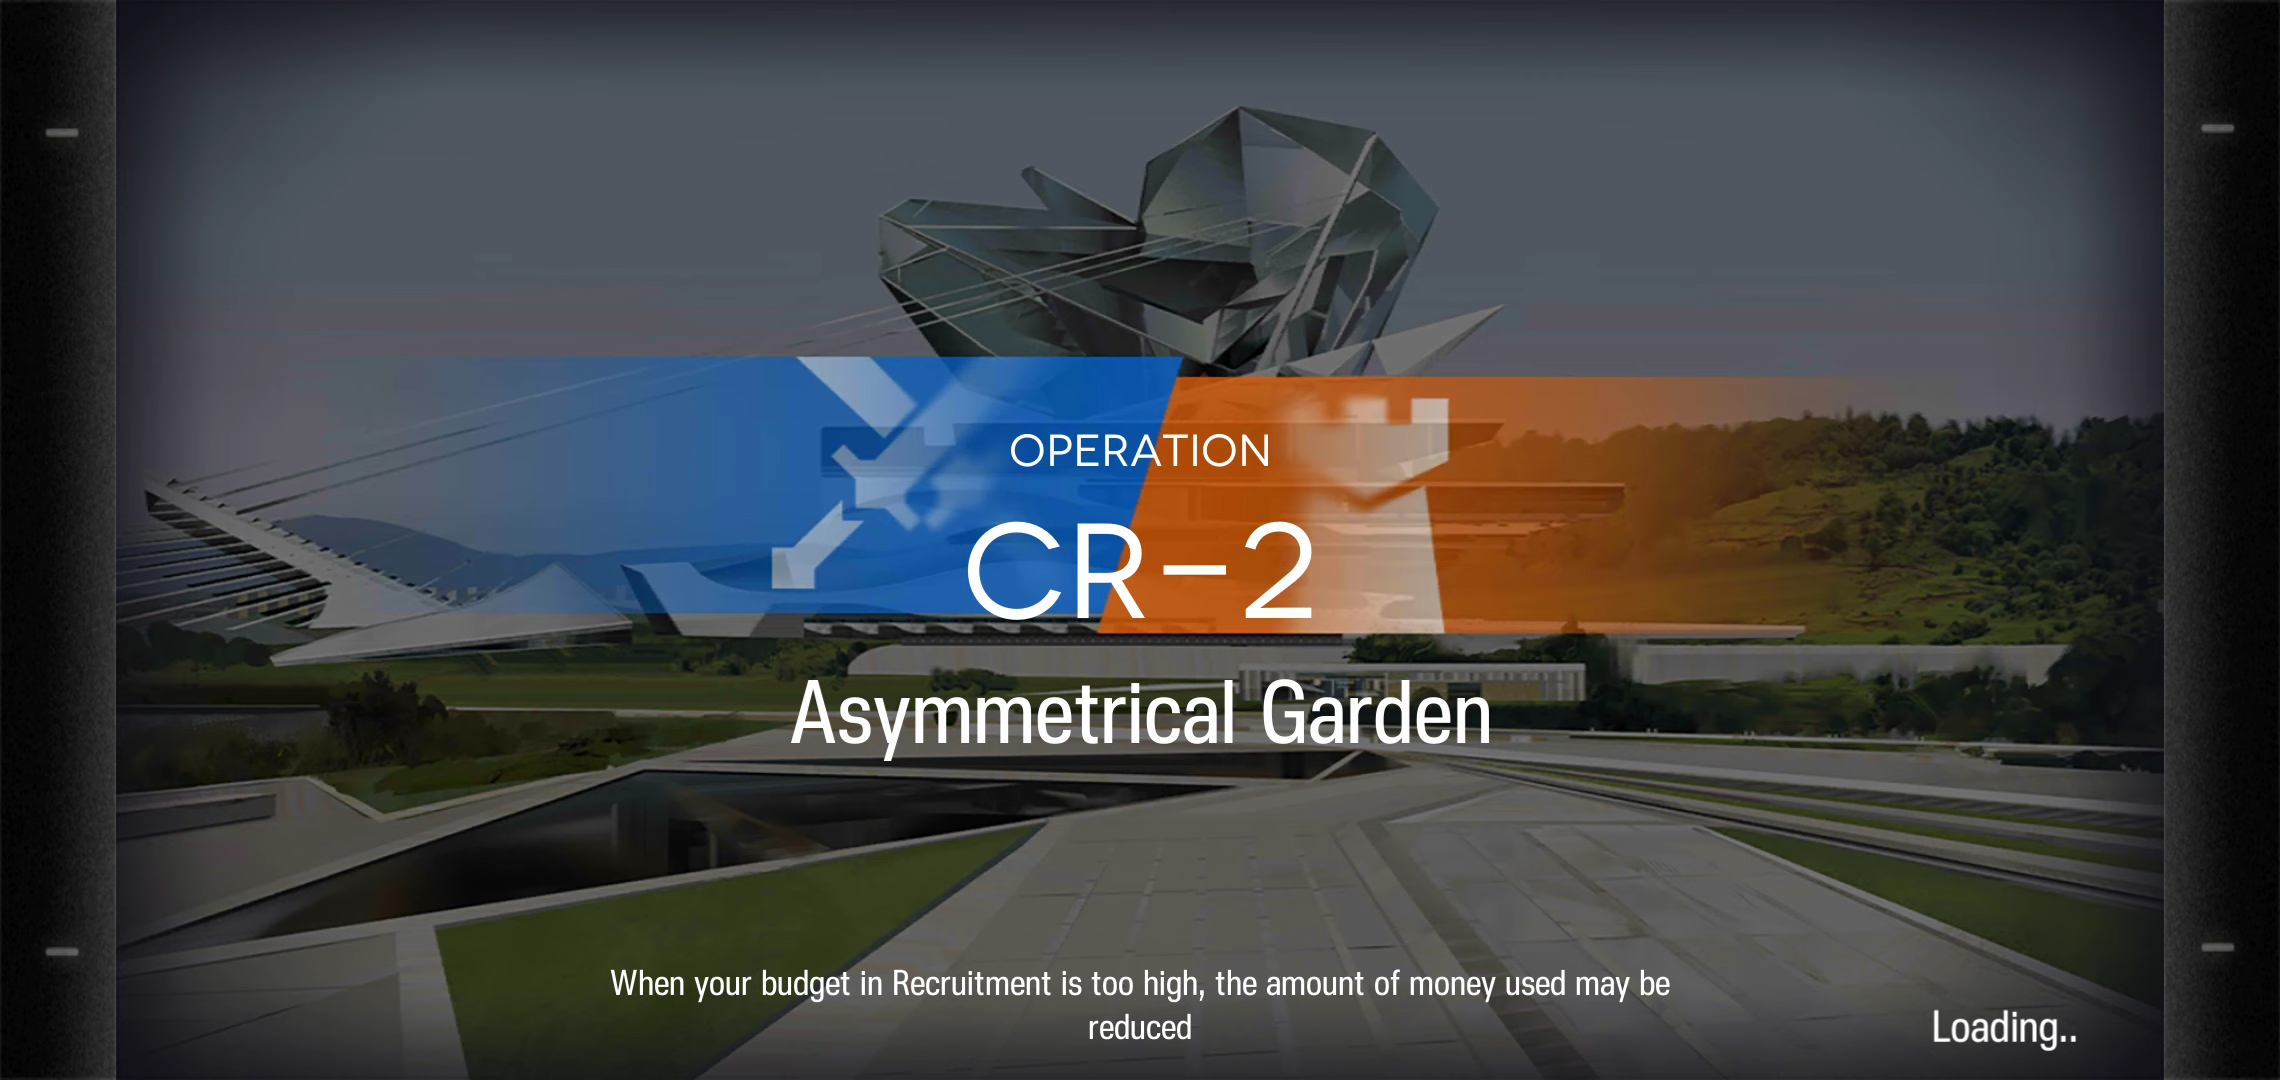 OPERATION
CR-2
Asymmetrical Garden
When your budget in Recruitment is too high, the amount of money used may be
reduced
Loading..